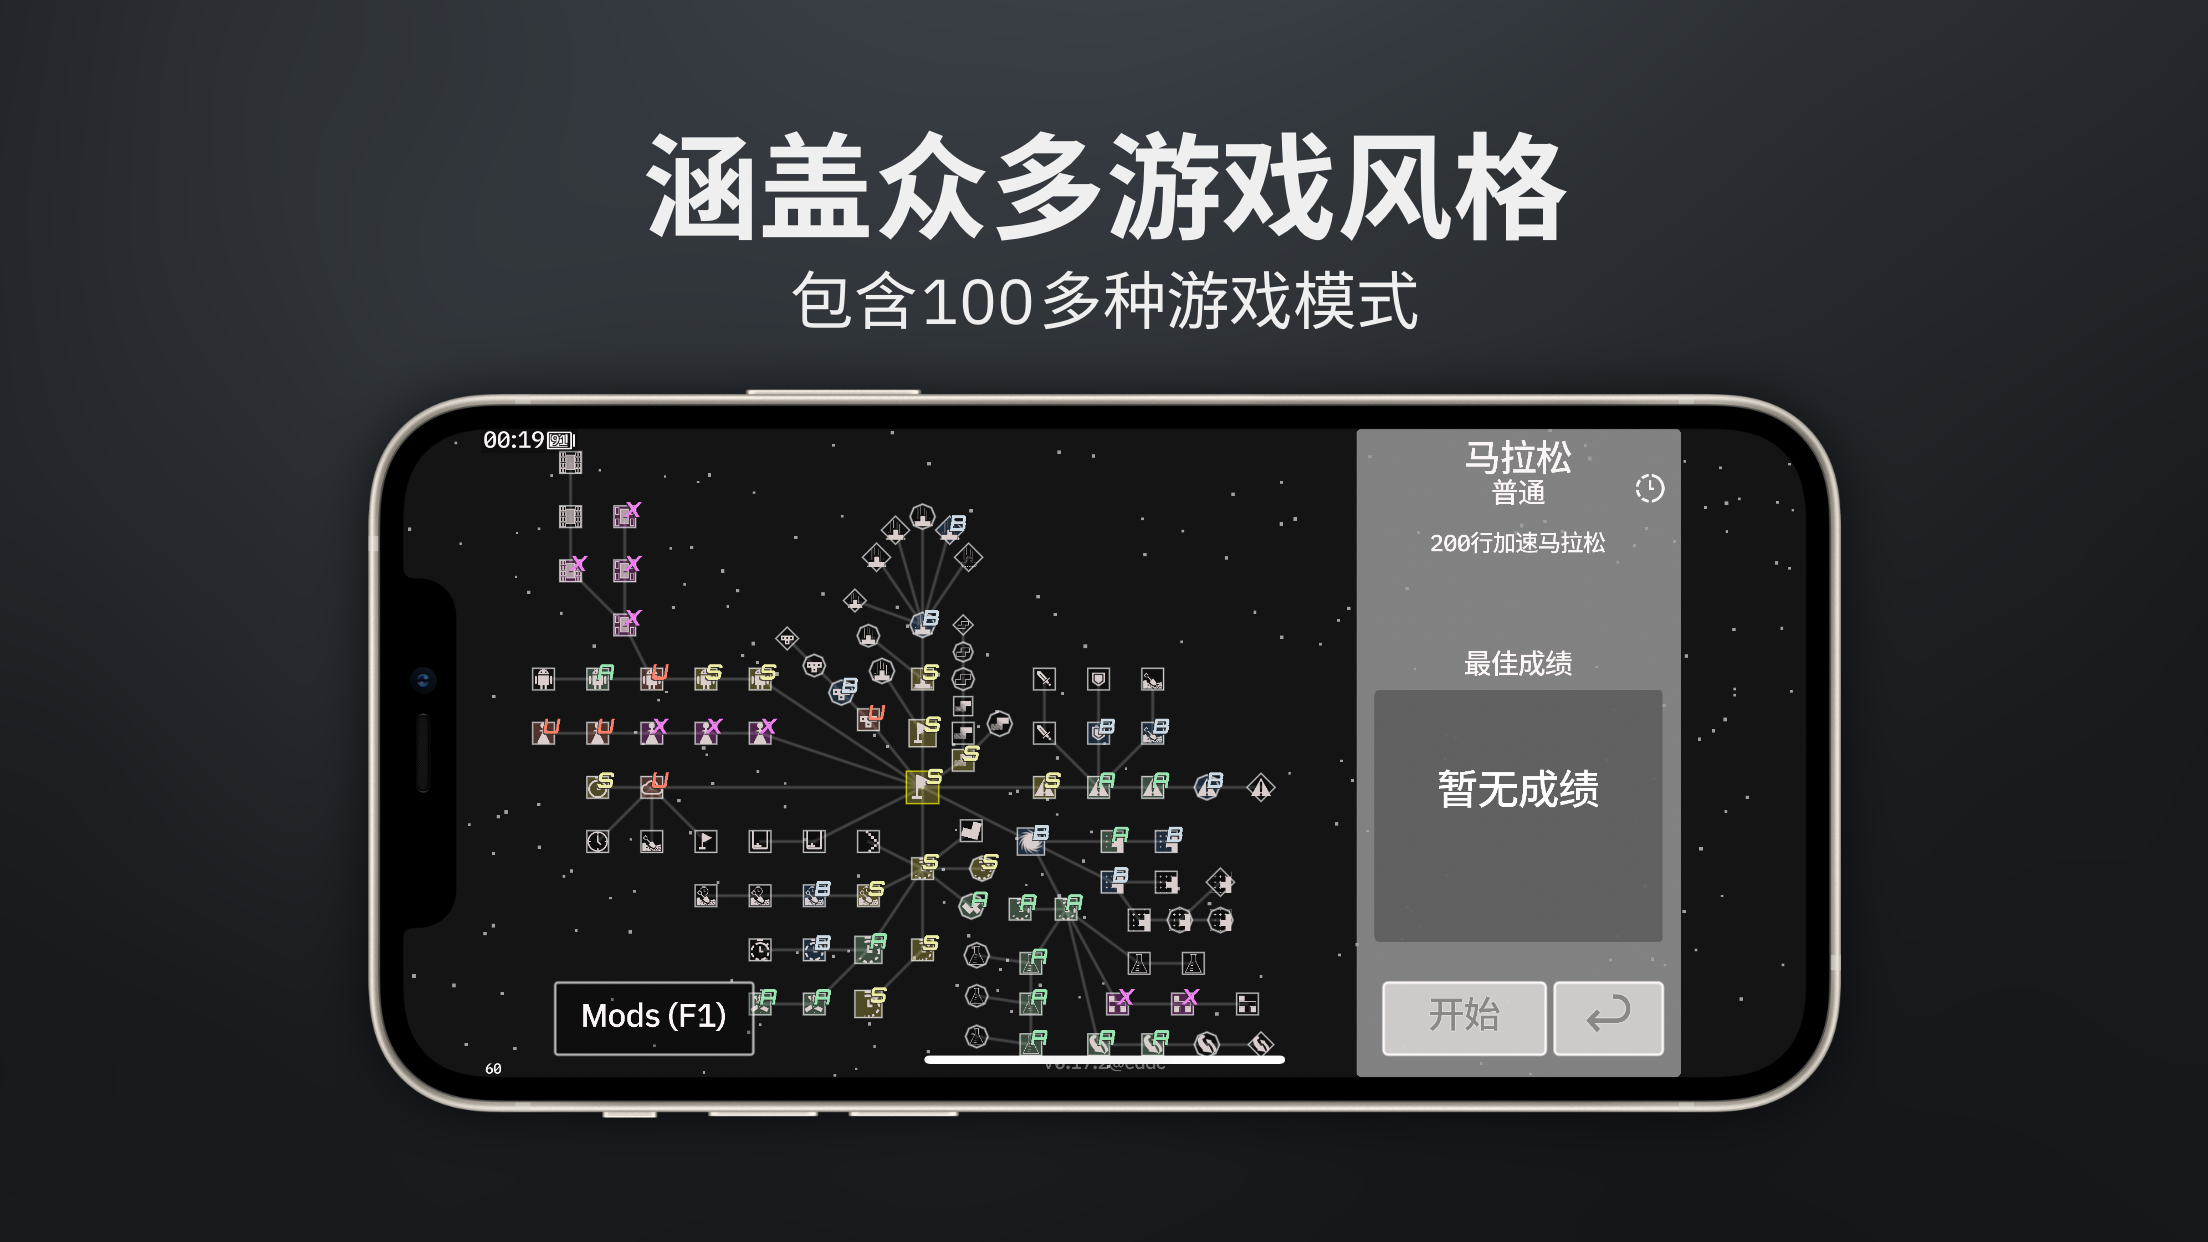 涵盖众多游戏风格
包含100多种游戏模式
00:19
91
马拉松
普通
200行加速马拉松
最佳成绩
暂无成绩
Mods (F1)
开始
60